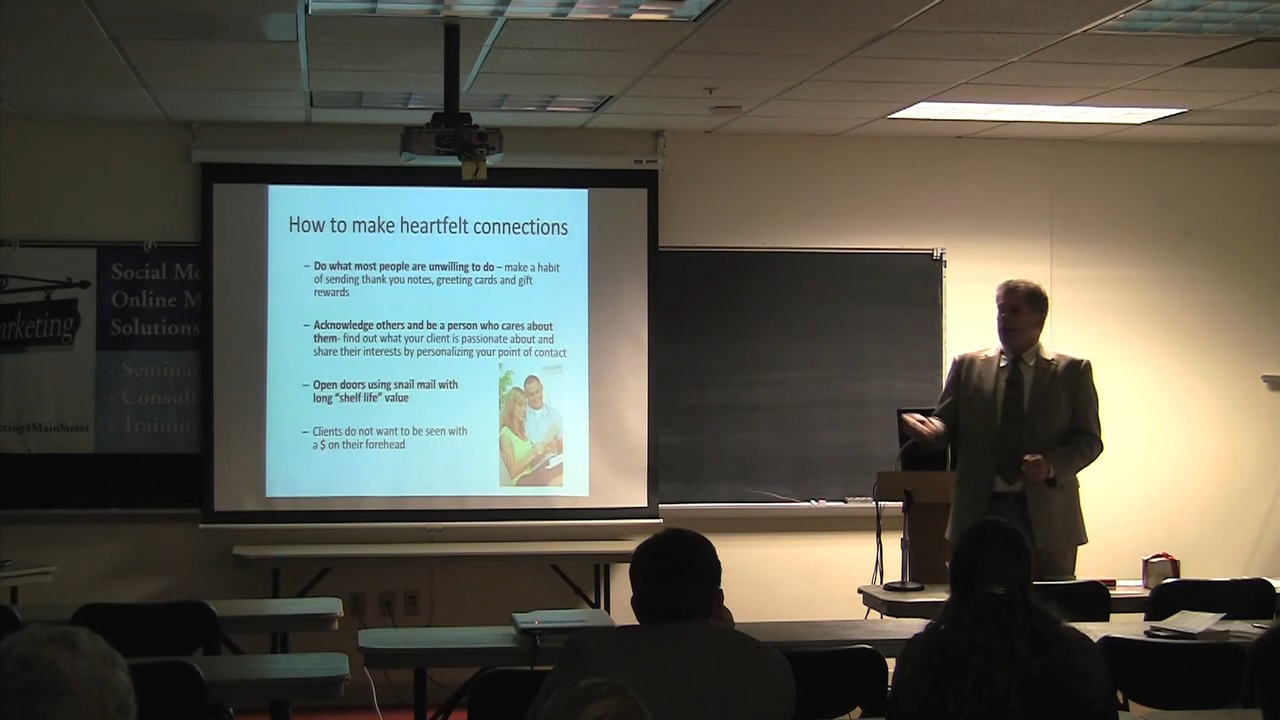 How to make heartfelt connections
– Do what most people are unwilling to do – make a habit
of sending thank you notes, greeting cards and gift
rewards
– Acknowledge others and be a person who cares about
them- find out what your client is passionate about and
share their interests by personalizing your point of contact
– Open doors using snail mail with
long “shelf life” value
– Clients do not want to be seen with
a $ on their forehead
Social Me
Online M
Solutions
- Semina
- Consult
- Training
arketing
eting4MainStreet